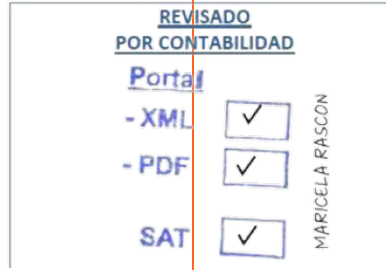 REVISADO
POR CONTABILIDAD
Portal
- XML ✓
- PDF ✓
SAT ✓
MARICELA RASCON